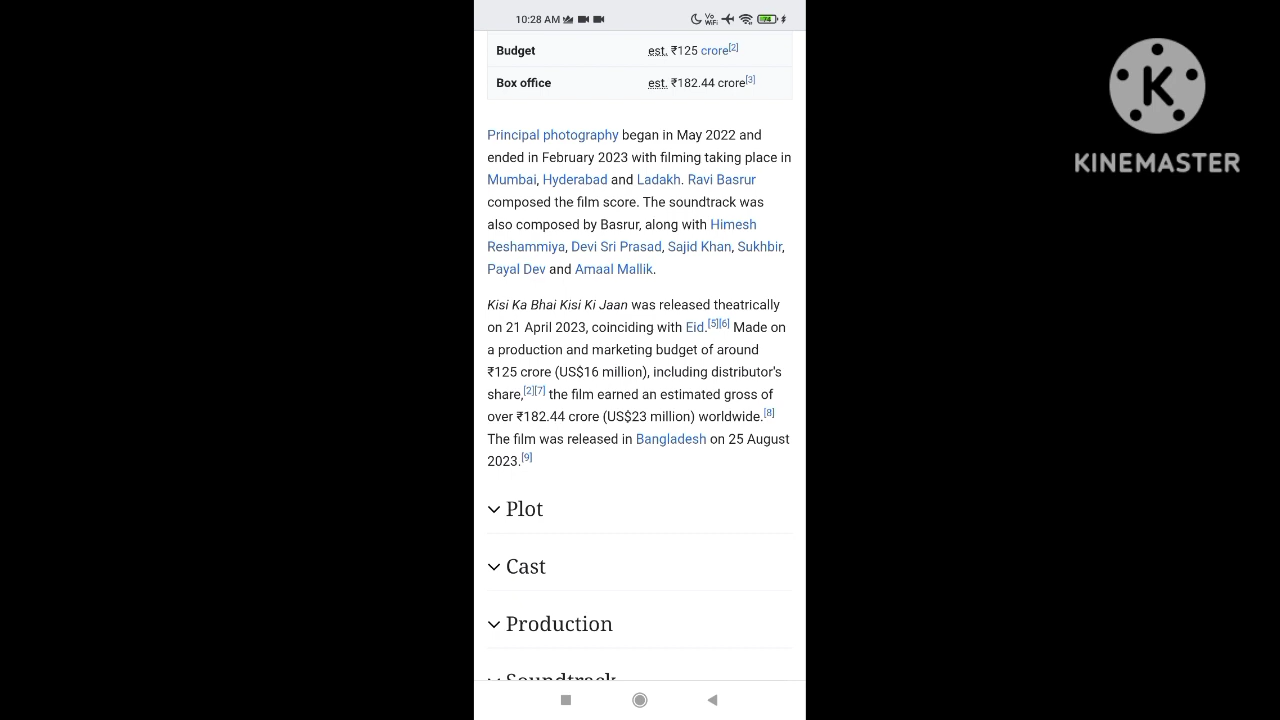 10:28 AM
Vo
WiFi
74
Budget est. ₹125 crore[2]
Box office est. ₹182.44 crore[3]
Principal photography began in May 2022 and
ended in February 2023 with filming taking place in
Mumbai, Hyderabad and Ladakh. Ravi Basrur
composed the film score. The soundtrack was
also composed by Basrur, along with Himesh
Reshammiya, Devi Sri Prasad, Sajid Khan, Sukhbir,
Payal Dev and Amaal Mallik.
Kisi Ka Bhai Kisi Ki Jaan was released theatrically
on 21 April 2023, coinciding with Eid.[5][6] Made on
a production and marketing budget of around
₹125 crore (US$16 million), including distributor's
share,[2][7] the film earned an estimated gross of
over ₹182.44 crore (US$23 million) worldwide.[8]
The film was released in Bangladesh on 25 August
2023.[9]
Plot
Cast
Production
Soundtrack
K
KINEMASTER